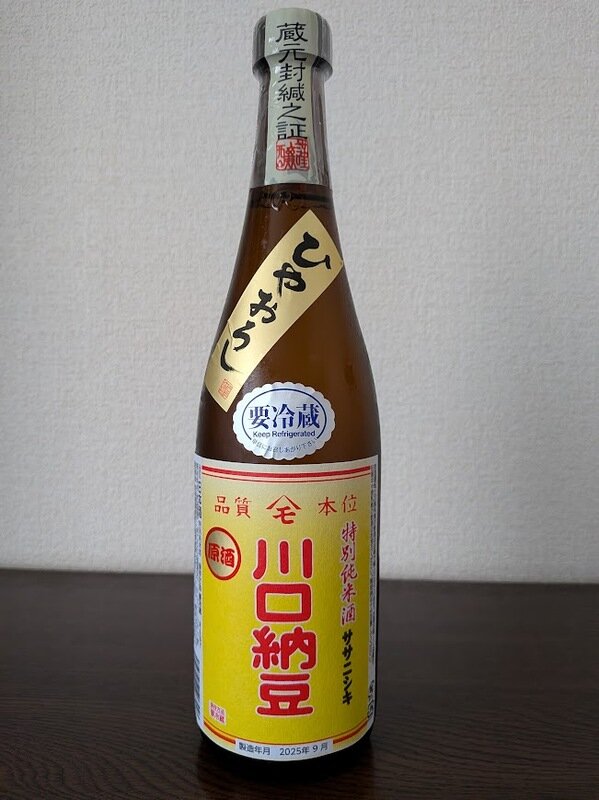 蔵元封緘之証
ひやおろし
要冷蔵
Keep Refrigerated
品質 本位
特別純米酒 ササニシキ
原酒
川口納豆
製造年月 2025年9月